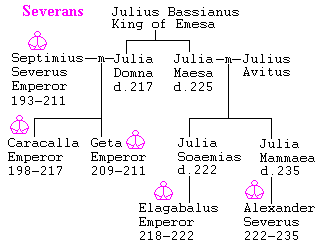 Severans
Julius Bassianus
King of Emesa
Septimius
Severus
Emperor
193-211
m
Julia
Domna
d.217
Julia
Maesa
d.225
m
Julius
Avitus
Caracalla
Emperor
198-217
Geta
Emperor
209-211
Julia
Soaemias
d.222
Julia
Mammaea
d.235
Elagabalus
Emperor
218-222
Alexander
Severus
222-235